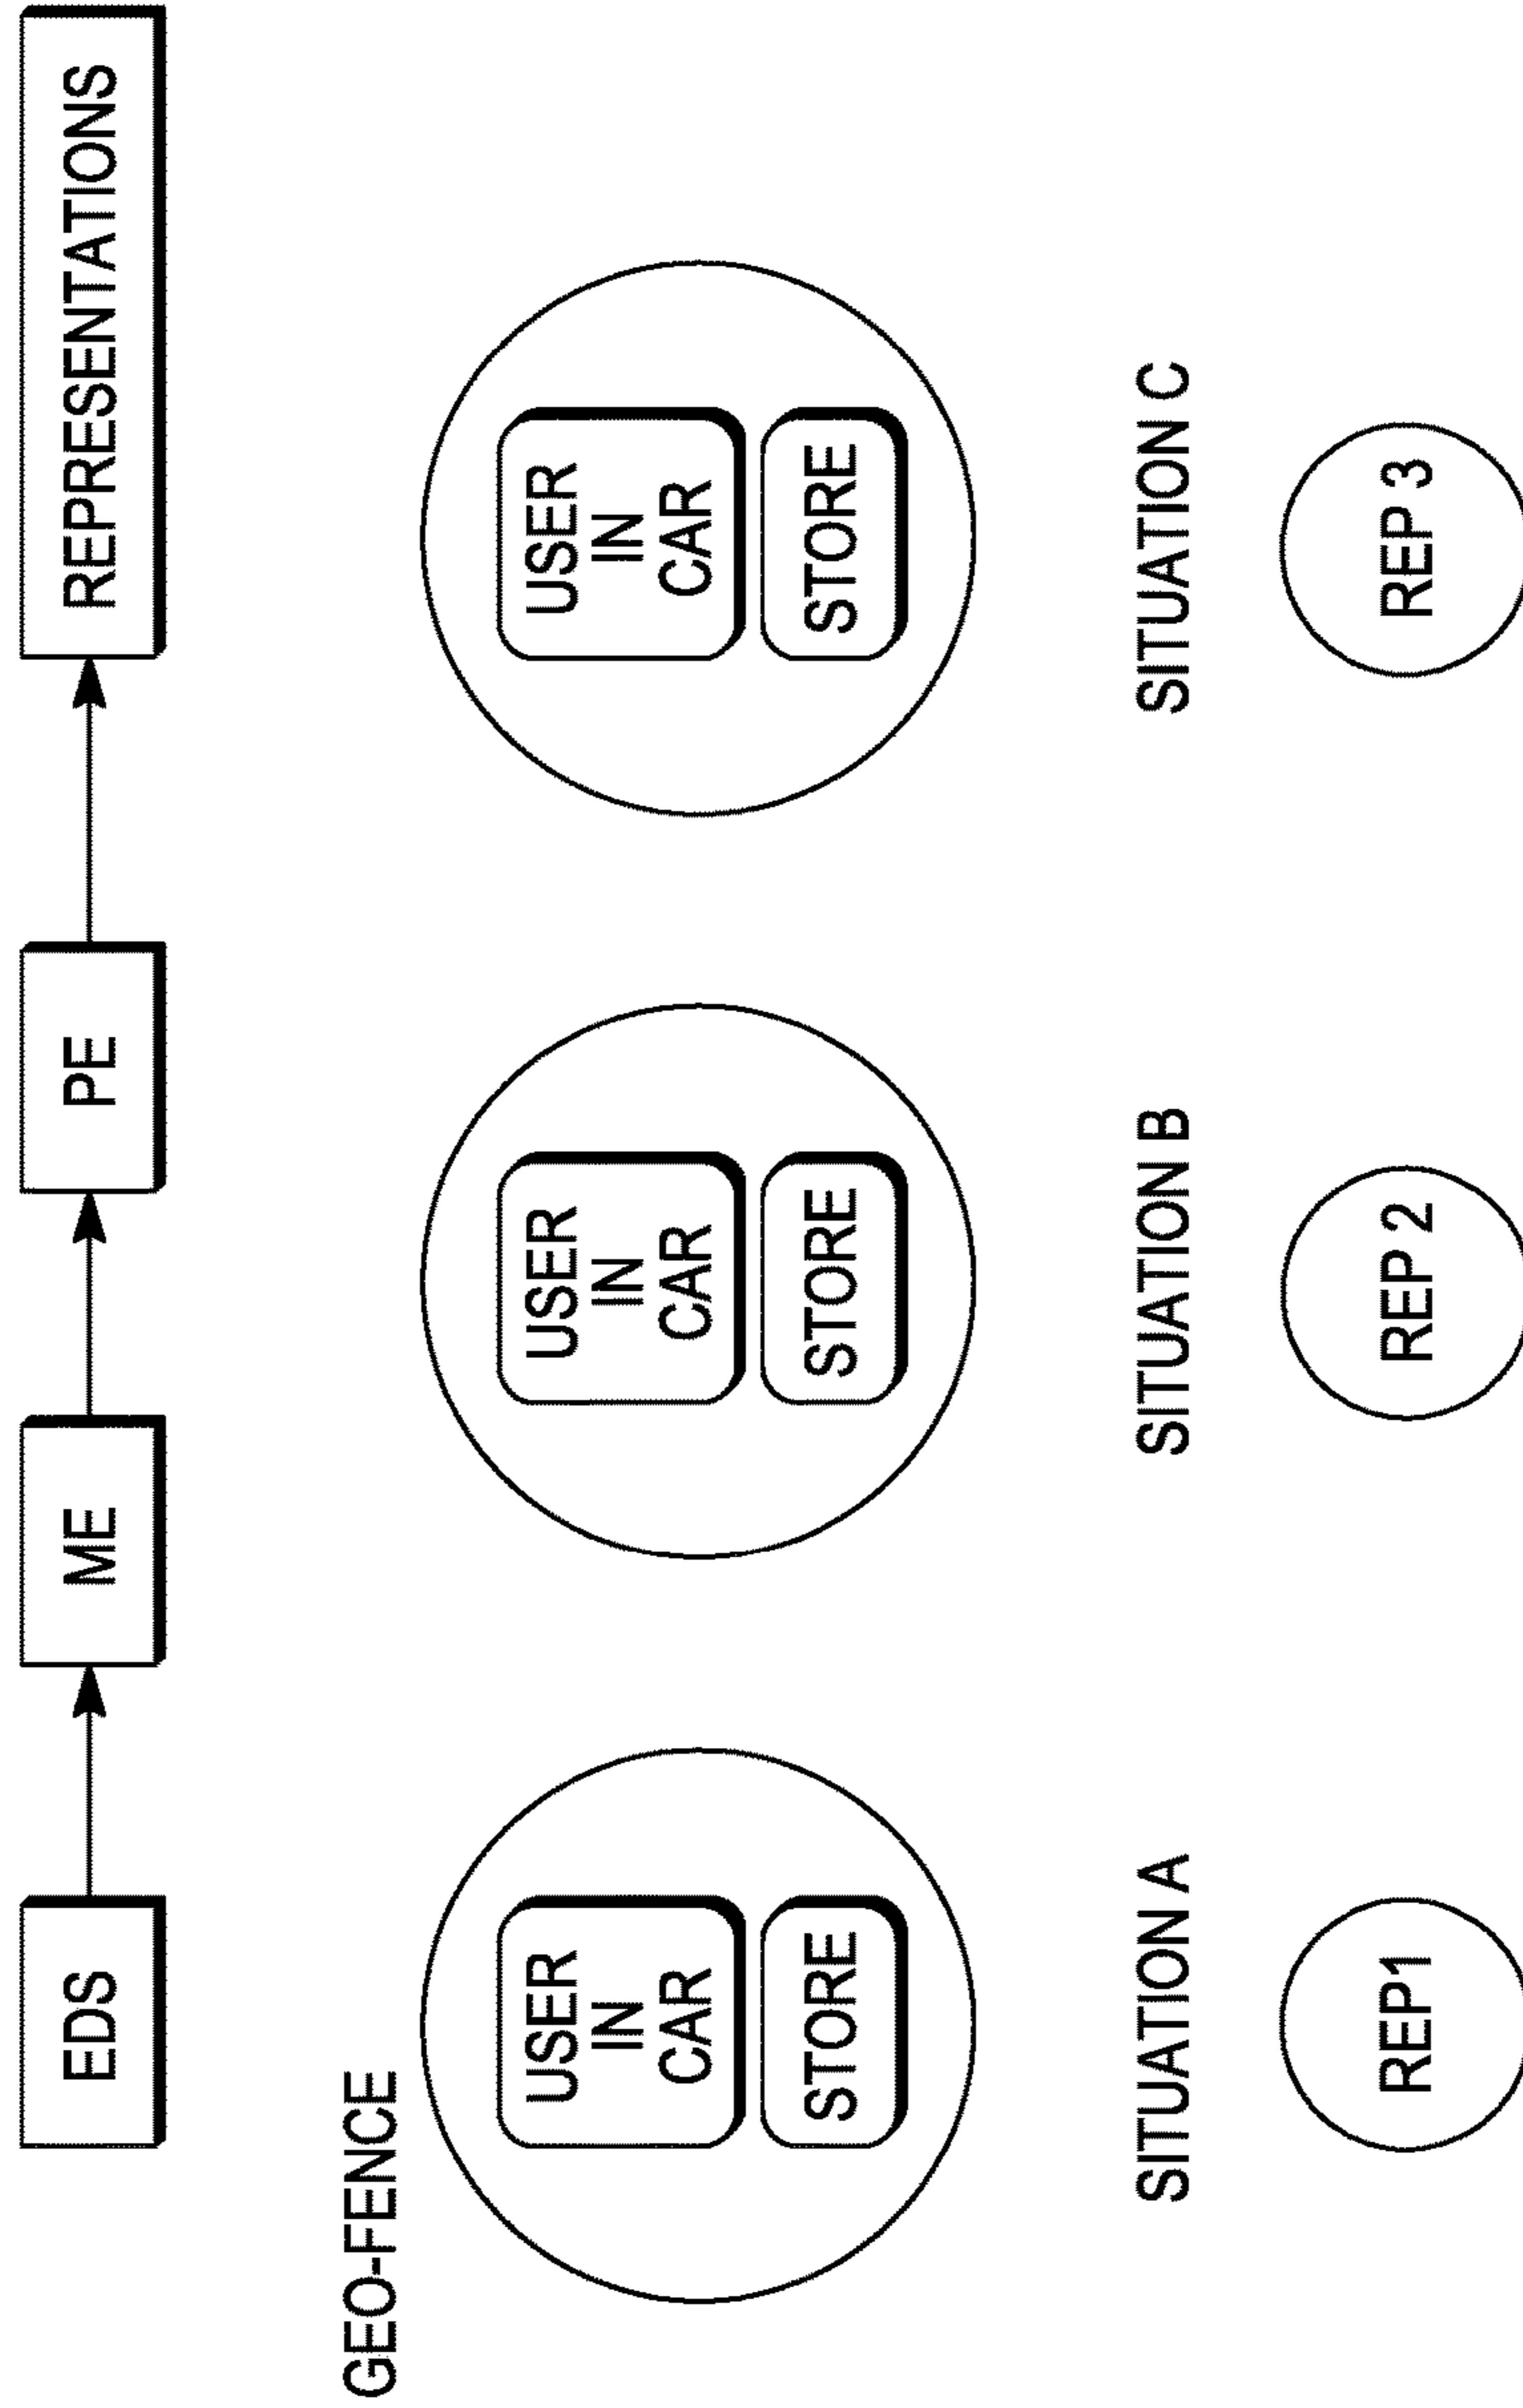 EDS
ME
PE
REPRESENTATIONS
GEO-FENCE
USER
IN
CAR
STORE
USER
IN
CAR
STORE
USER
IN
CAR
STORE
SITUATION A
SITUATION B
SITUATION C
REP1
REP 2
REP 3